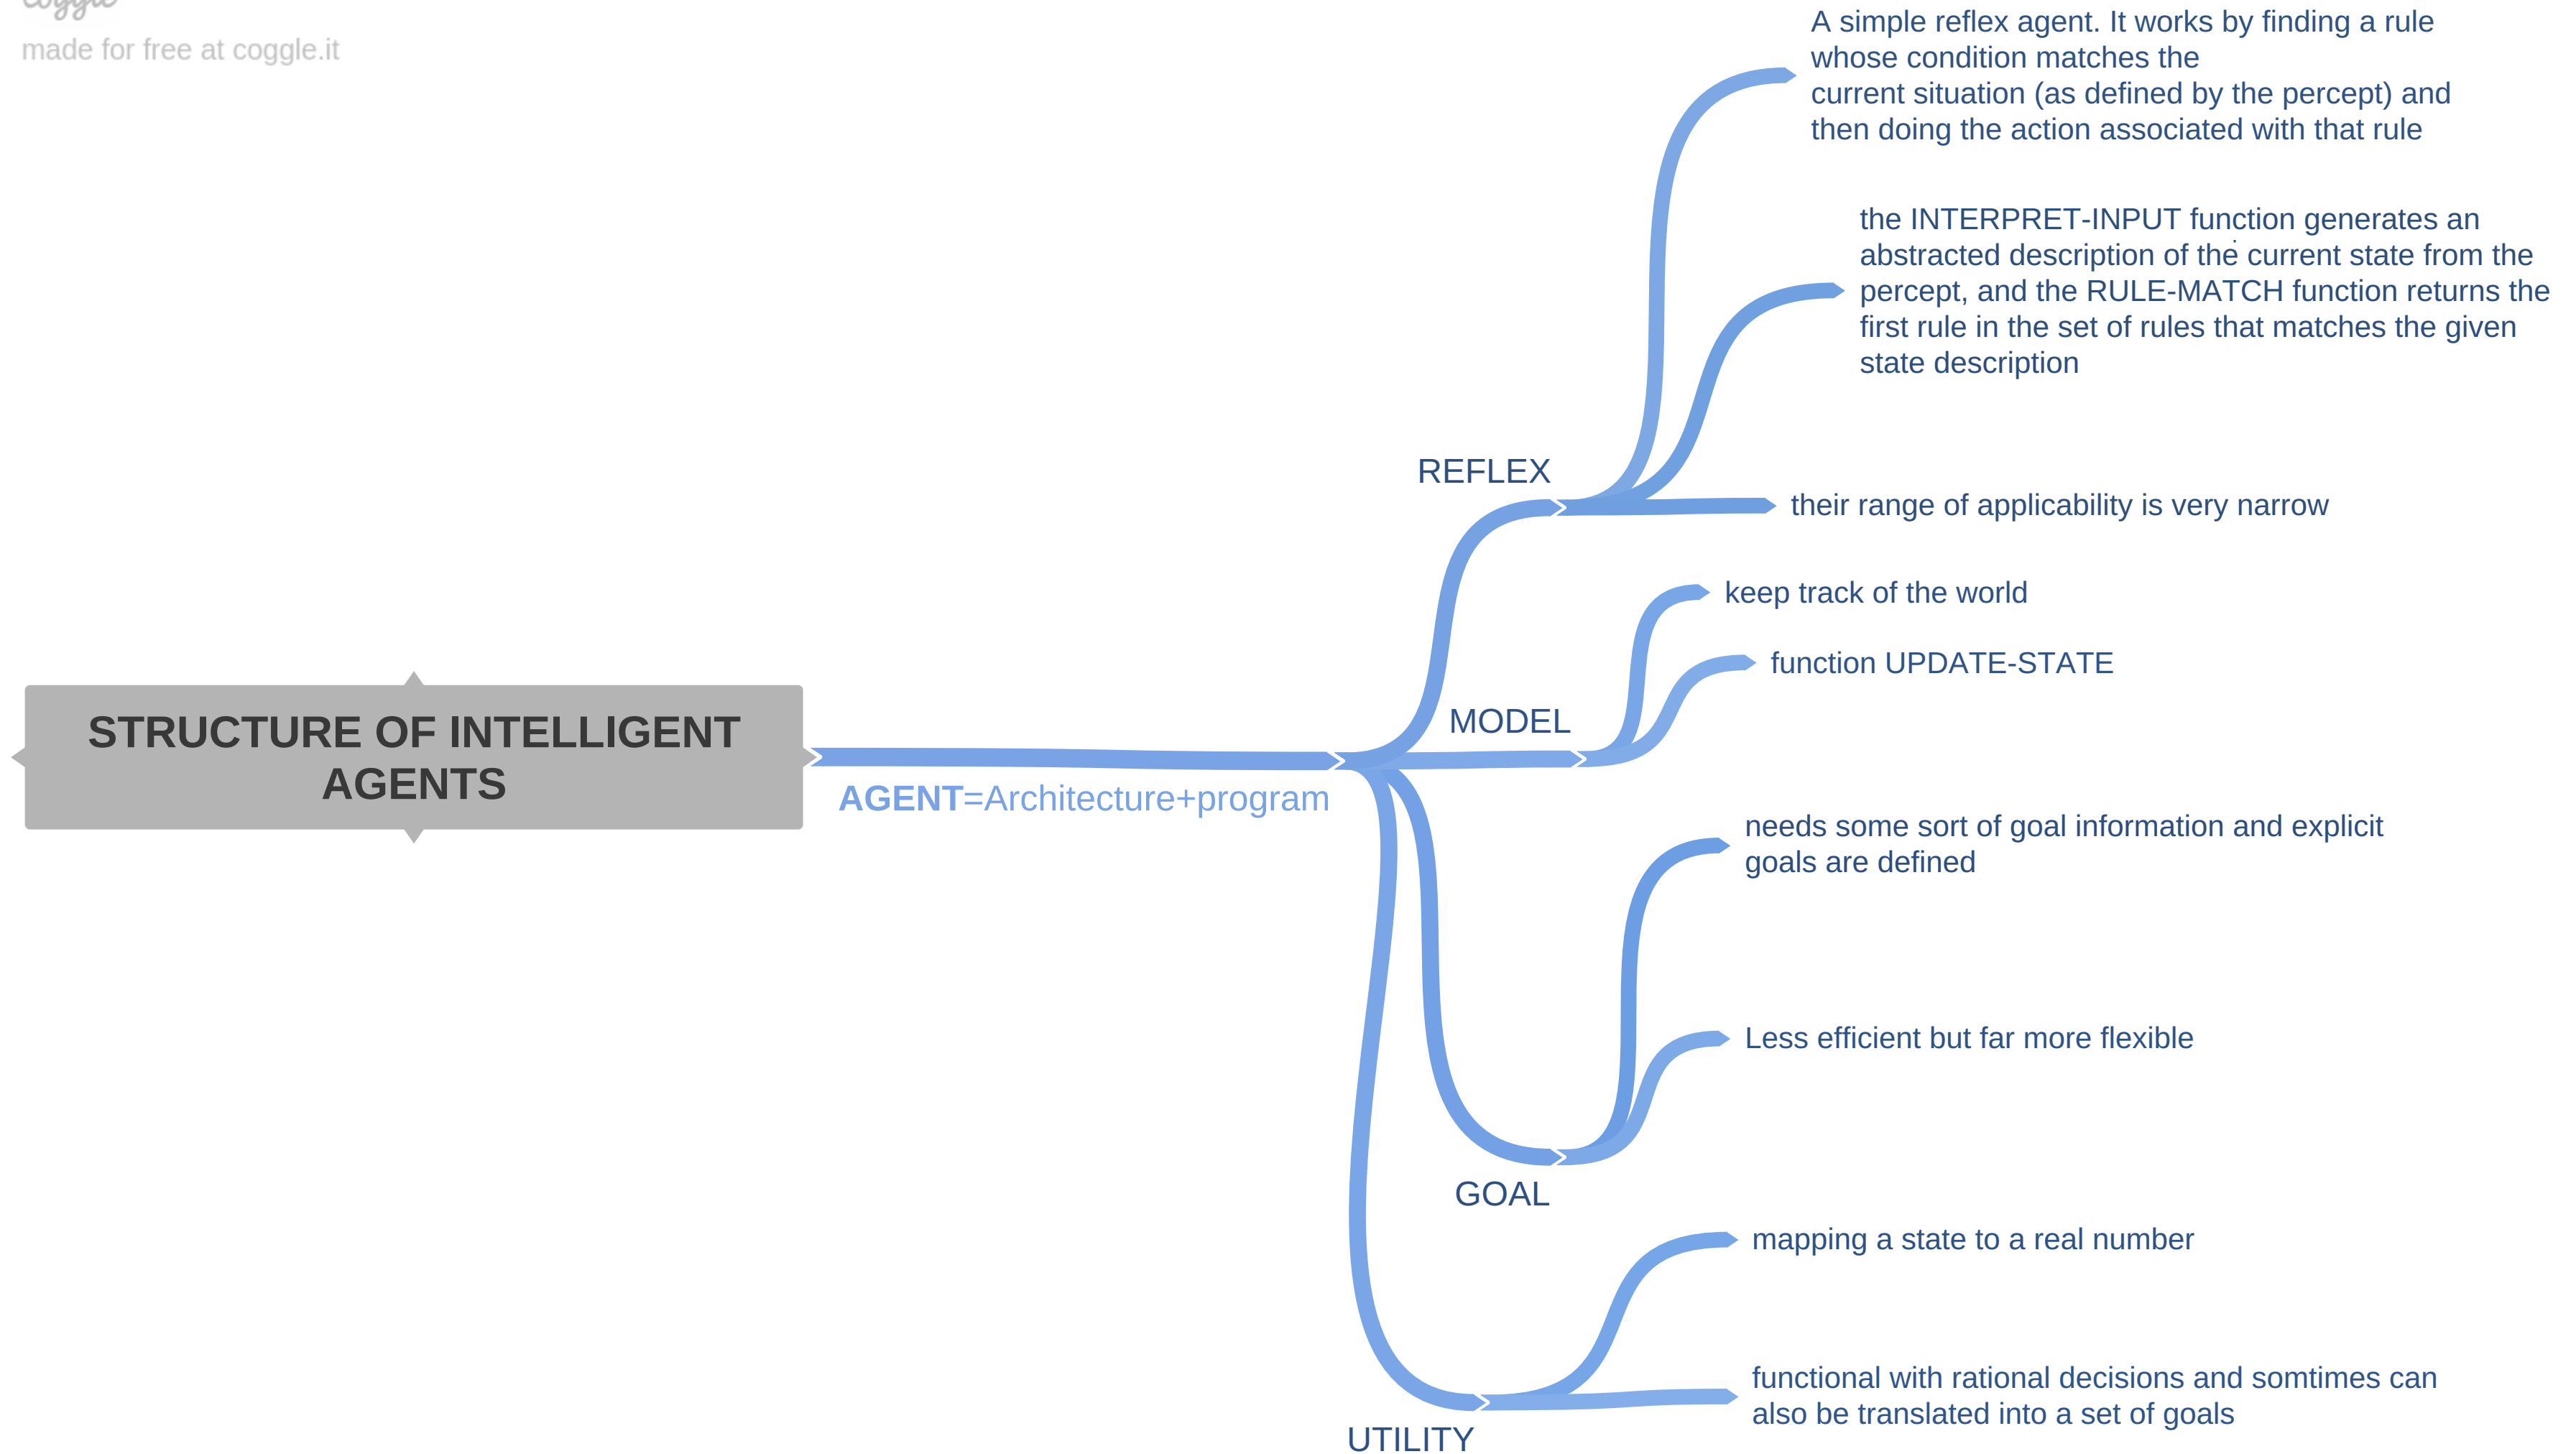 coggle
made for free at coggle.it
A simple reflex agent. It works by finding a rule
whose condition matches the
current situation (as defined by the percept) and
then doing the action associated with that rule
the INTERPRET-INPUT function generates an
abstracted description of the current state from the
percept, and the RULE-MATCH function returns the
first rule in the set of rules that matches the given
state description
REFLEX
their range of applicability is very narrow
keep track of the world
function UPDATE-STATE
MODEL
STRUCTURE OF INTELLIGENT
AGENTS
AGENT=Architecture+program
needs some sort of goal information and explicit
goals are defined
Less efficient but far more flexible
GOAL
mapping a state to a real number
functional with rational decisions and somtimes can
also be translated into a set of goals
UTILITY